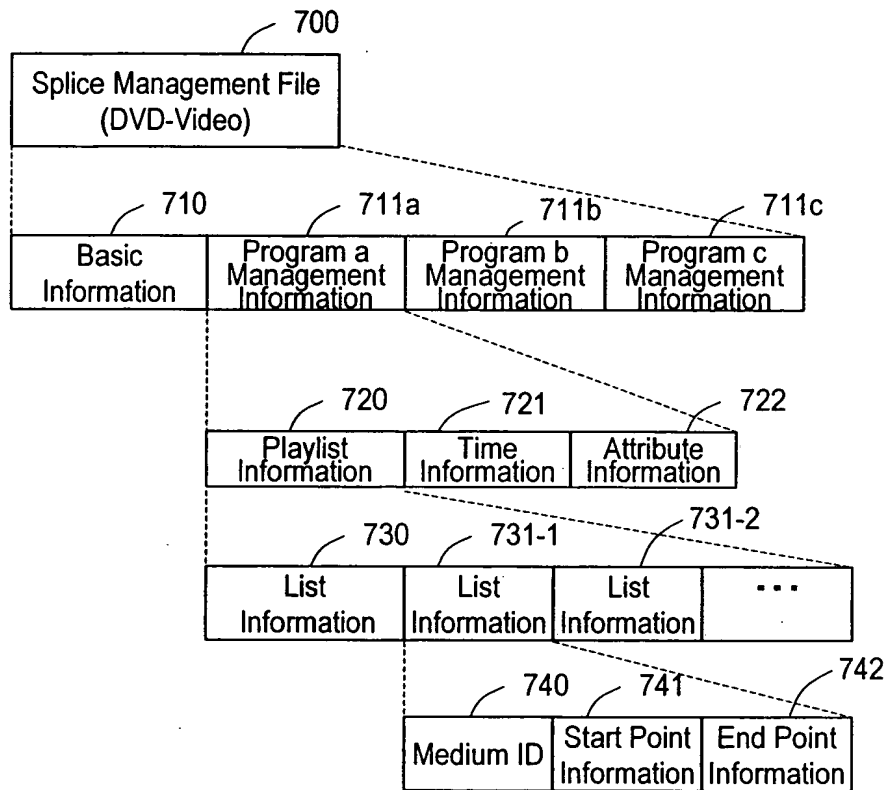 700
Splice Management File
(DVD-Video)
710
711a
711b
711c
Basic
Information
Program a
Management
Information
Program b
Management
Information
Program c
Management
Information
720
721
722
Playlist
Information
Time
Information
Attribute
Information
730
731-1
731-2
List
Information
List
Information
List
Information
...
740
741
742
Medium ID
Start Point
Information
End Point
Information